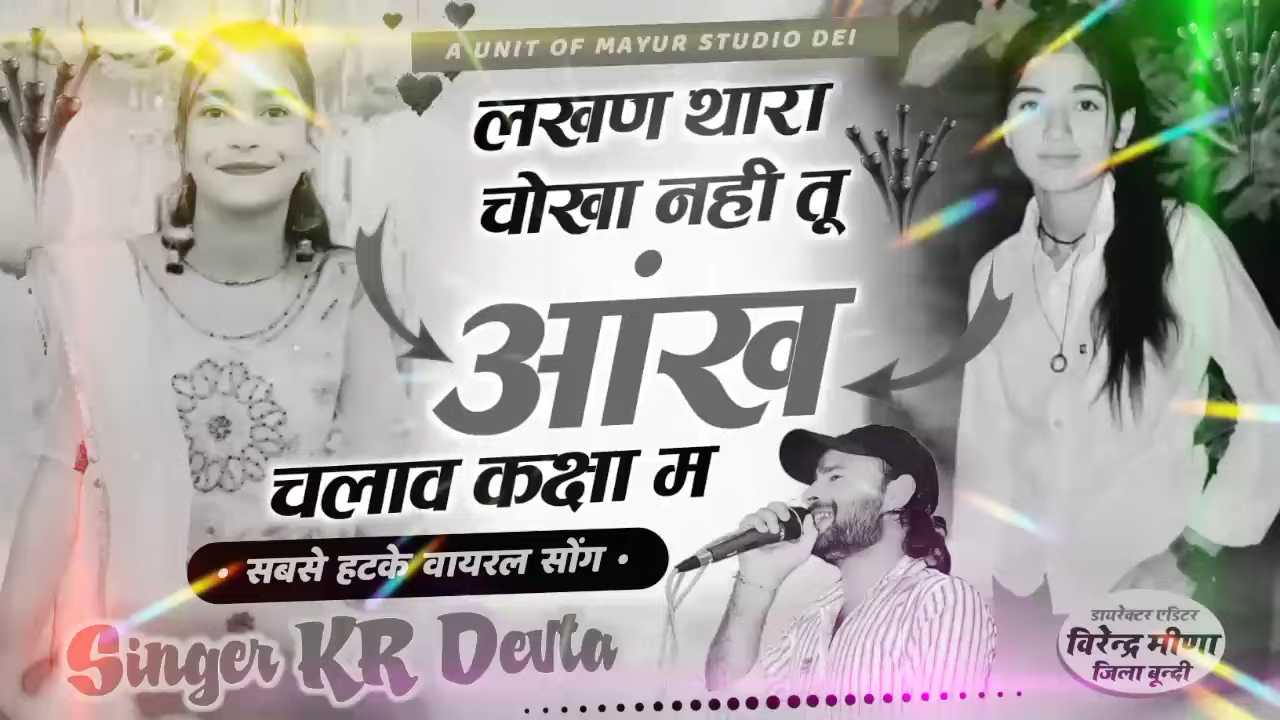 A UNIT OF MAYUR STUDIO DEI
लखण थारा
चोखा नही तू
आंख
चलाव कक्षा म
• सबसे हटके वायरल सोंग •
Singer KR Devta
डायरेक्टर एडिटर
विरेन्द्र मीणा
जिला बून्दी